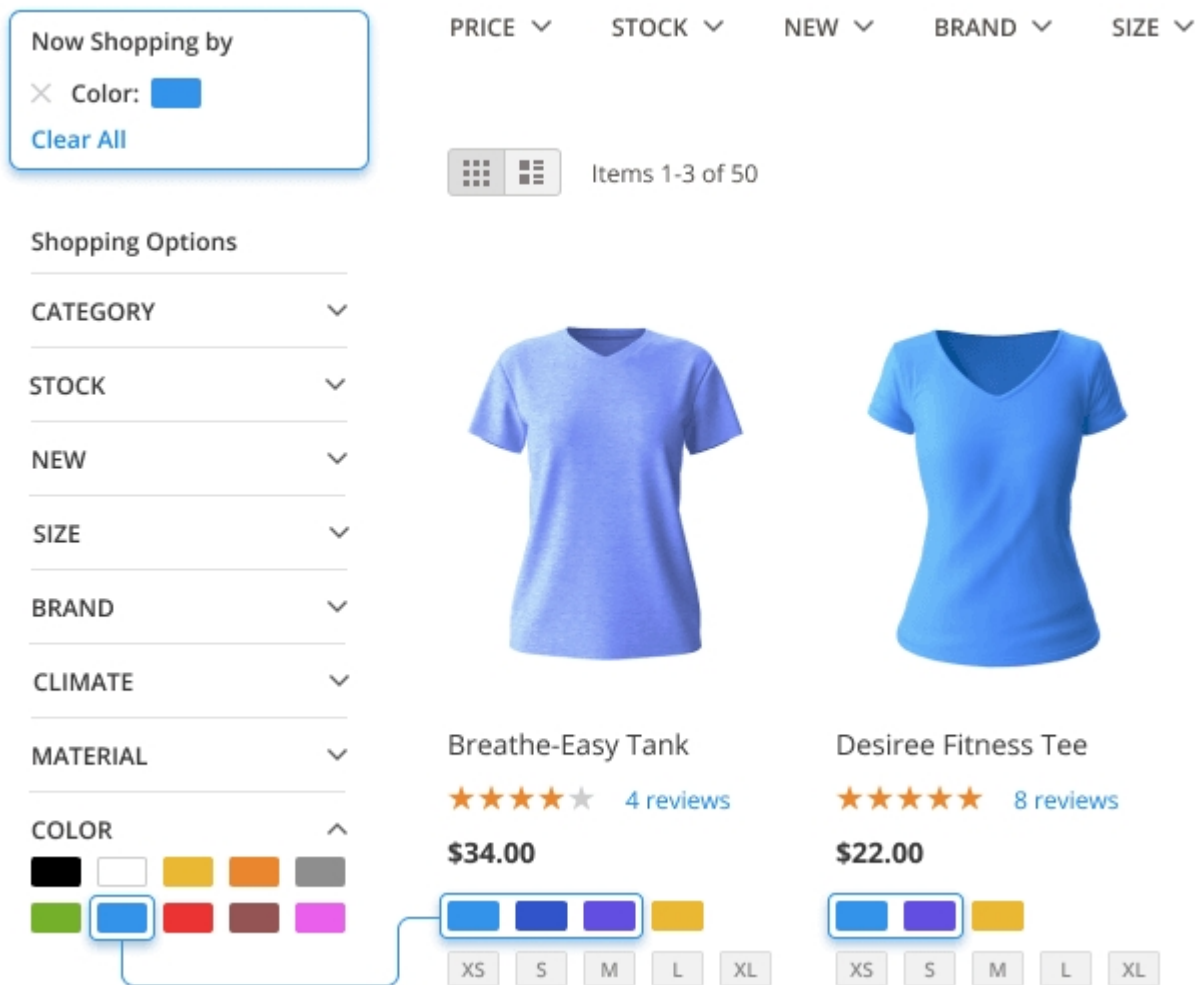 Now Shopping by
Color:
Clear All
PRICE STOCK NEW BRAND SIZE
Items 1-3 of 50
Shopping Options
CATEGORY
STOCK
NEW
SIZE
BRAND
CLIMATE
MATERIAL
COLOR
Breathe-Easy Tank
4 reviews
$34.00
XS S M L XL
Desiree Fitness Tee
8 reviews
$22.00
XS S M L XL